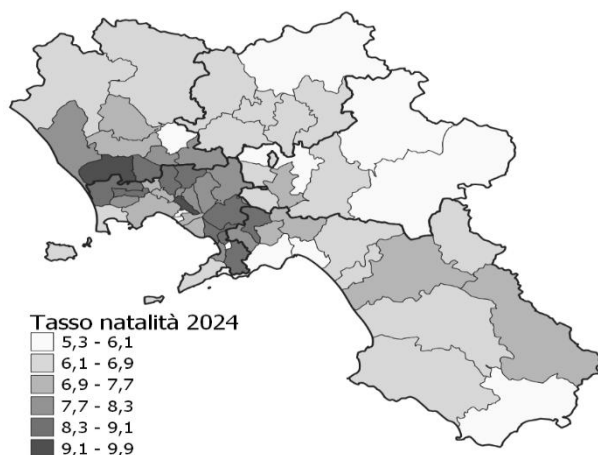 Tasso natalità 2024
5,3 - 6,1
6,1 - 6,9
6,9 - 7,7
7,7 - 8,3
8,3 - 9,1
9,1 - 9,9